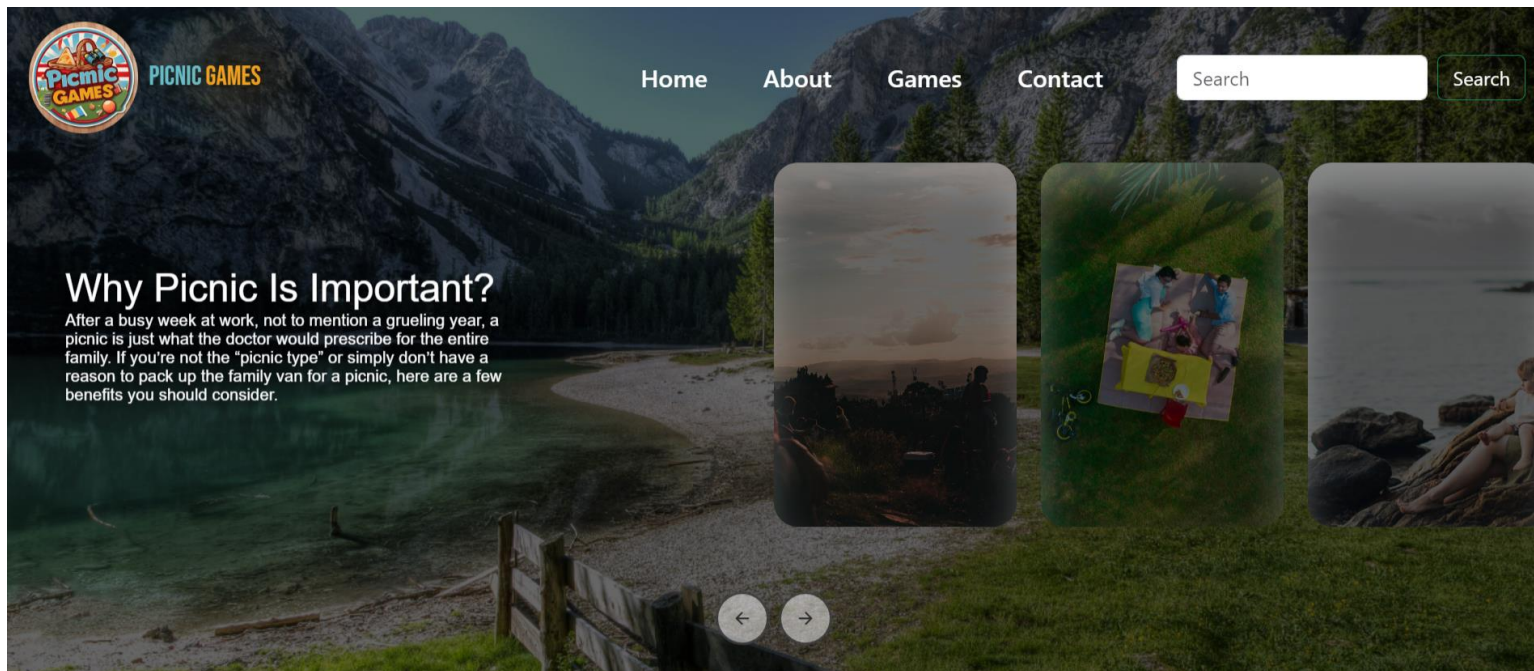 Picmic
GAMES
PICNIC GAMES
Home
About
Games
Contact
Search
Search
Why Picnic Is Important?
After a busy week at work, not to mention a grueling year, a
picnic is just what the doctor would prescribe for the entire
family. If you're not the “picnic type” or simply don't have a
reason to pack up the family van for a picnic, here are a few
benefits you should consider.